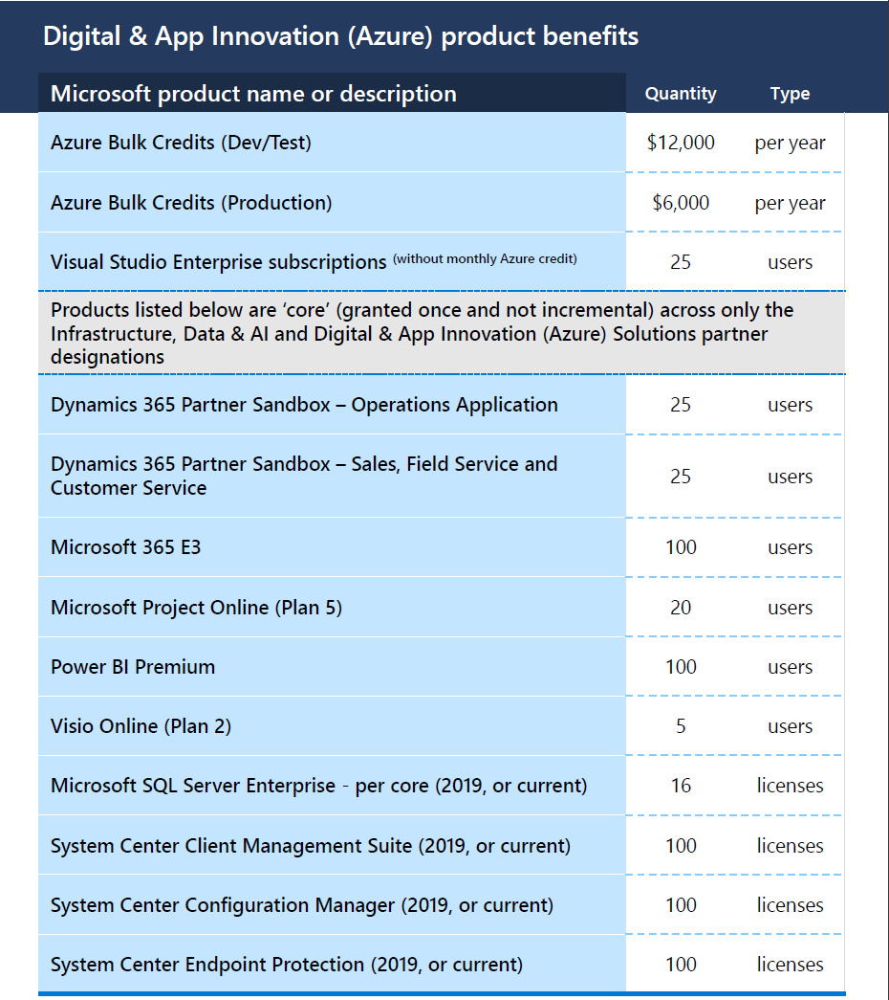 Digital & App Innovation (Azure) product benefits
Microsoft product name or description Quantity Type
Azure Bulk Credits (Dev/Test) $12,000 per year
Azure Bulk Credits (Production) $6,000 per year
Visual Studio Enterprise subscriptions (without monthly Azure credit) 25 users
Products listed below are ‘core’ (granted once and not incremental) across only the
Infrastructure, Data & AI and Digital & App Innovation (Azure) Solutions partner
designations
Dynamics 365 Partner Sandbox – Operations Application 25 users
Dynamics 365 Partner Sandbox – Sales, Field Service and
Customer Service 25 users
Microsoft 365 E3 100 users
Microsoft Project Online (Plan 5) 20 users
Power BI Premium 100 users
Visio Online (Plan 2) 5 users
Microsoft SQL Server Enterprise - per core (2019, or current) 16 licenses
System Center Client Management Suite (2019, or current) 100 licenses
System Center Configuration Manager (2019, or current) 100 licenses
System Center Endpoint Protection (2019, or current) 100 licenses